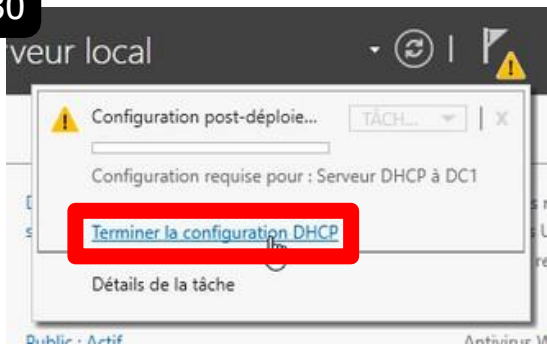 30
rveur local
Configuration post-déploie...
TÂCH...
X
Configuration requise pour : Serveur DHCP à DC1
Terminer la configuration DHCP
Détails de la tâche
Public : Actif
Antivirus W